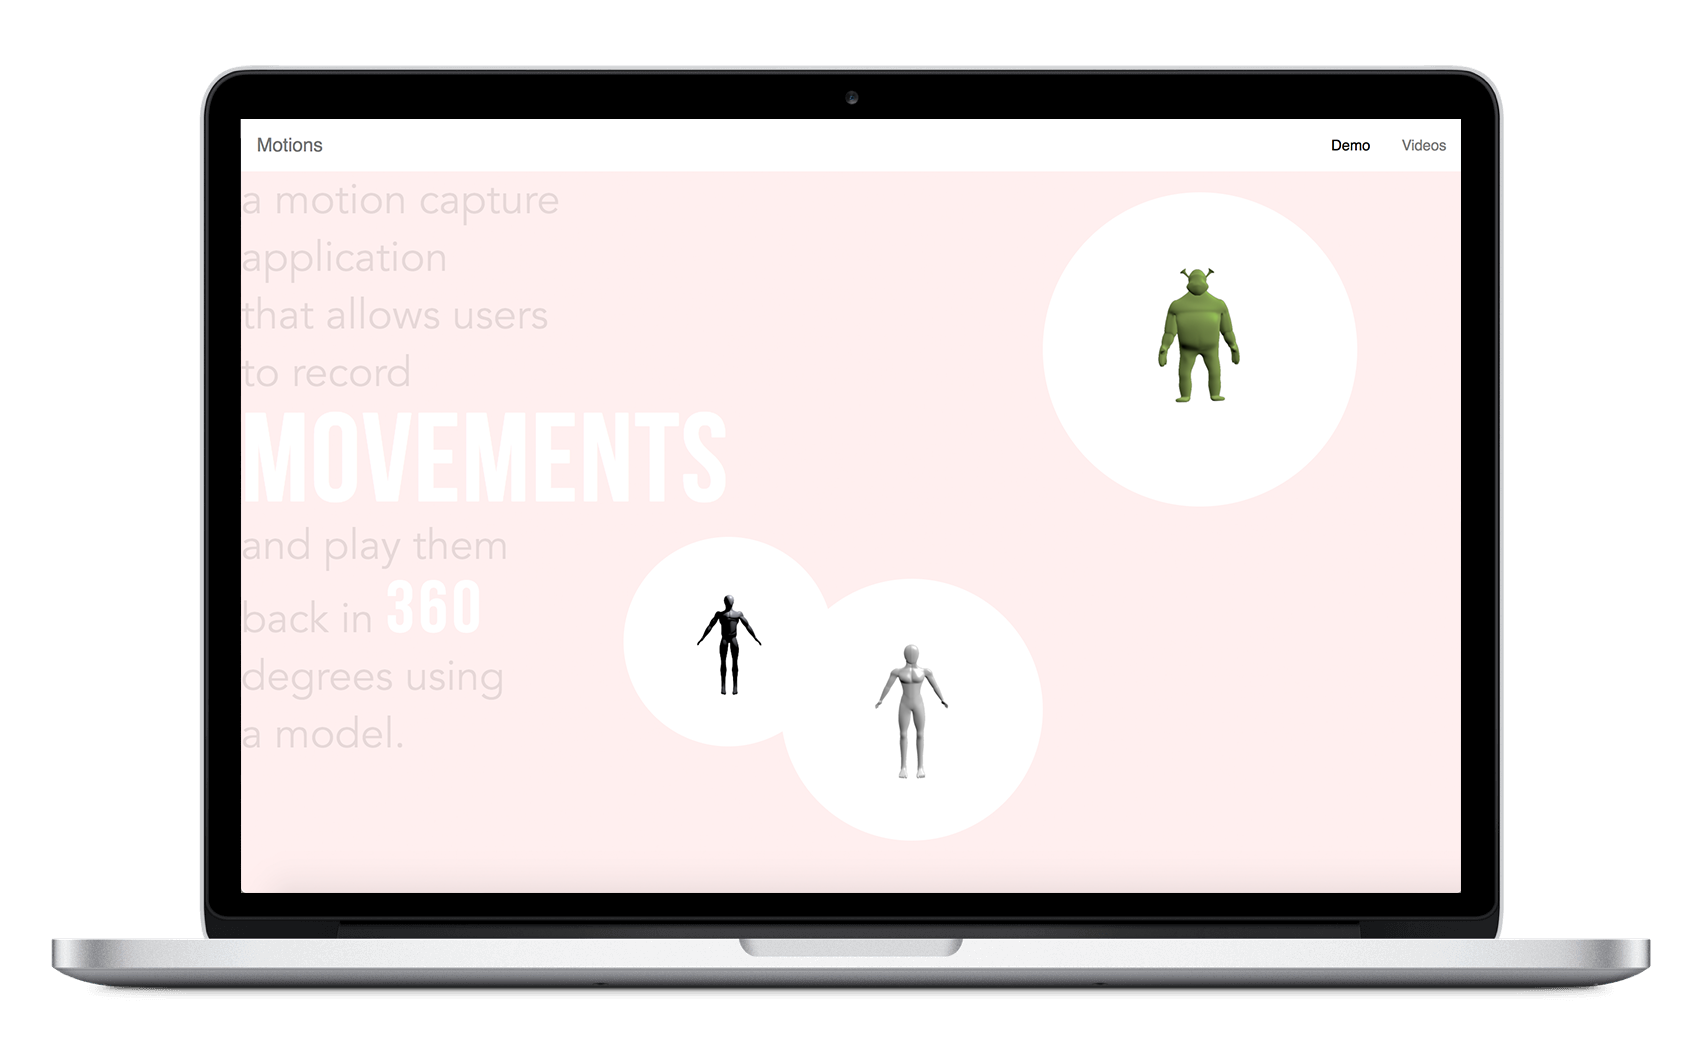 Motions
Demo
Videos
a motion capture
application
that allows users
to record
MOVEMENTS
and play them
back in 360
degrees using
a model.